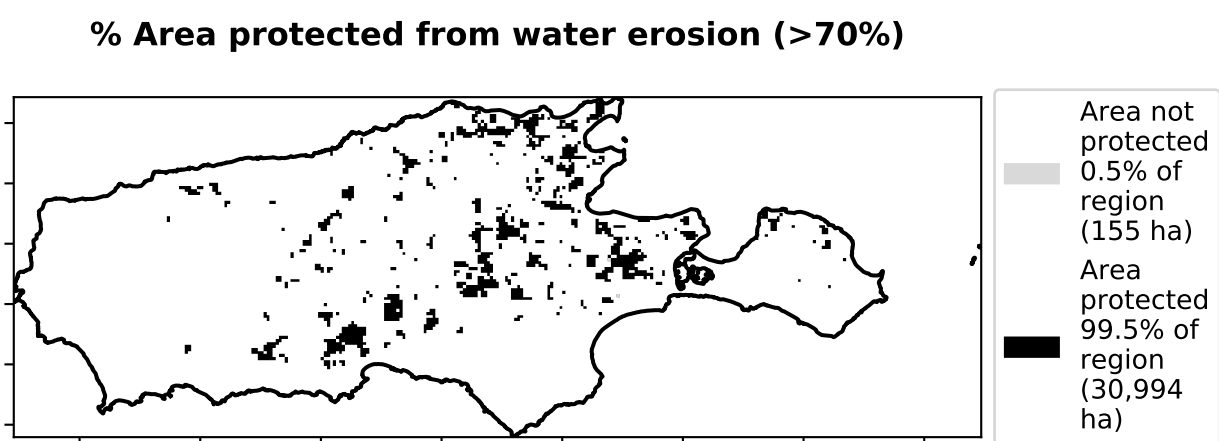 % Area protected from water erosion (>70%)
Area not
protected
0.5% of
region
(155 ha)
Area
protected
99.5% of
region
(30,994
ha)